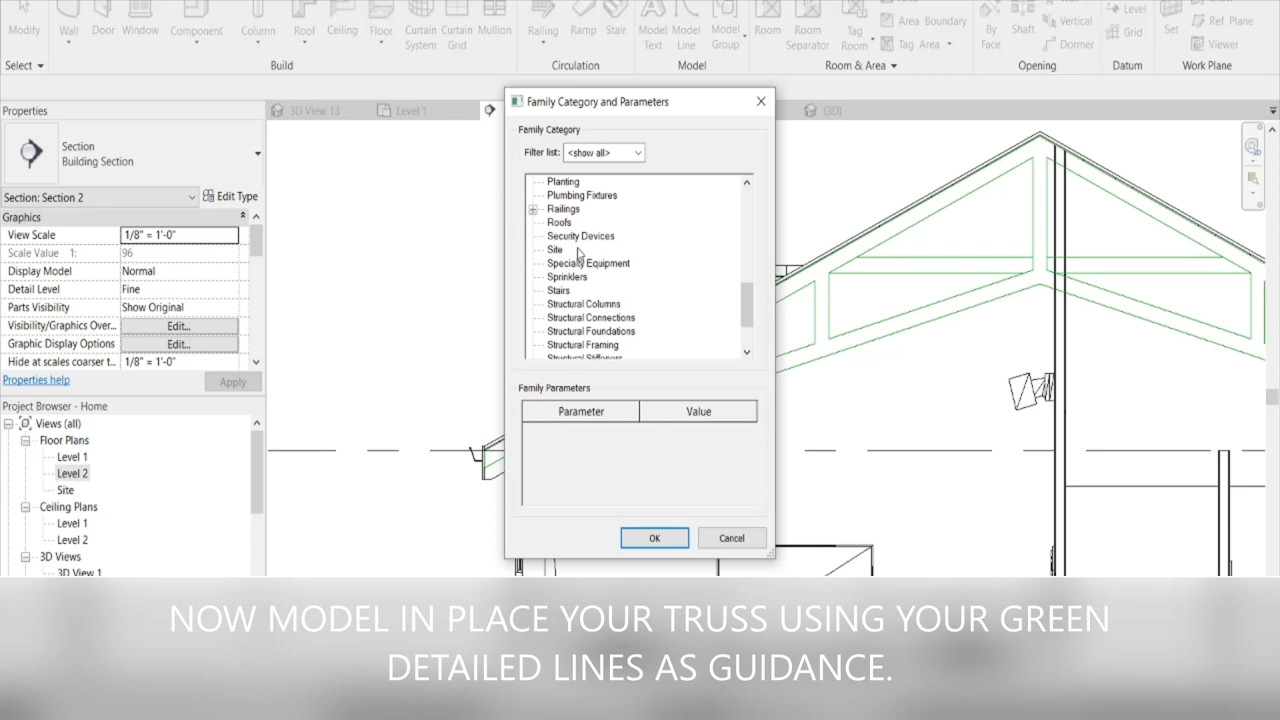 Modify
Wall
Door
Window
Component
Column
Roof
Ceiling
Floor
Curtain
System
Curtain
Grid
Mullion
Railing
Ramp
Stair
Model
Text
Model
Line
Model
Group
Room
Room
Separator
Tag
Room
Area Boundary
Tag Area
By
Face
Shaft
Vertical
Dormer
Level
Grid
Set
Ref Plane
Viewer
Select
Build
Circulation
Model
Room & Area
Opening
Datum
Work Plane
Properties
3D View 13
Level 1
{3D}
Section
Building Section
Section: Section 2
Edit Type
Graphics
View Scale
1/8" = 1'-0"
Scale Value 1:
96
Display Model
Normal
Detail Level
Fine
Parts Visibility
Show Original
Visibility/Graphics Over...
Edit...
Graphic Display Options
Edit...
Hide at scales coarser t...
1/8" = 1'-0"
Properties help
Apply
Project Browser - Home
Views (all)
Floor Plans
Level 1
Level 2
Site
Ceiling Plans
Level 1
Level 2
3D Views
3D View 1
Family Category and Parameters
Family Category
Filter list:
<show all>
Planting
Plumbing Fixtures
Railings
Roofs
Security Devices
Site
Specialty Equipment
Sprinklers
Stairs
Structural Columns
Structural Connections
Structural Foundations
Structural Framing
Structural Stiffeners
Family Parameters
Parameter
Value
OK
Cancel
NOW MODEL IN PLACE YOUR TRUSS USING YOUR GREEN
DETAILED LINES AS GUIDANCE.